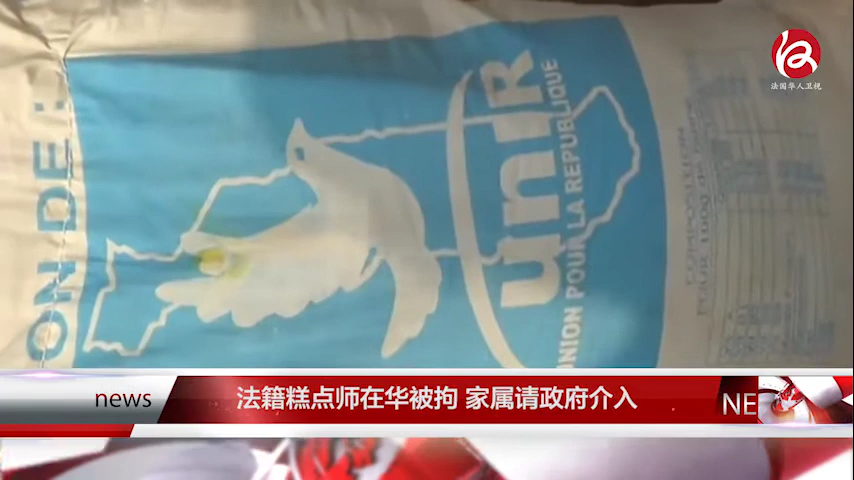 法国华人卫视
ON DE :
unIR
UNION POUR LA REPUBLIQUE
COMPOSITION
news
法籍糕点师在华被拘 家属请政府介入
NE